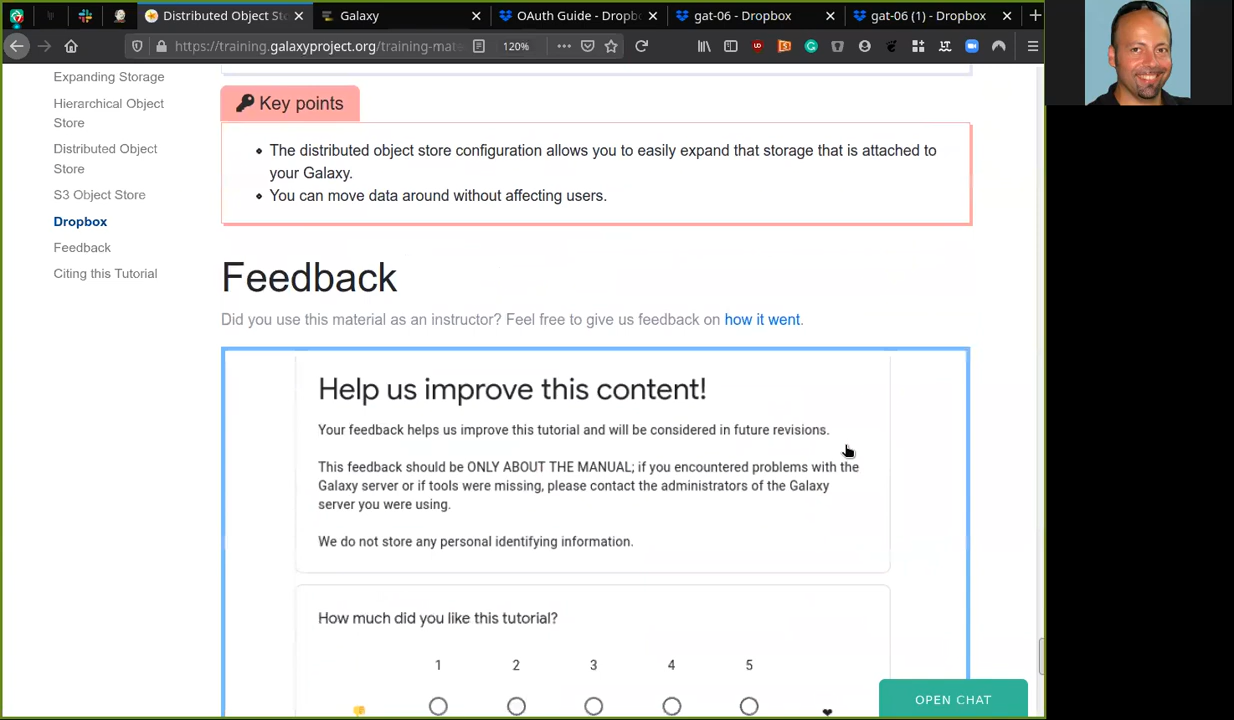 Distributed Object Sto
Galaxy
OAuth Guide - Dropbo
gat-06 - Dropbox
gat-06 (1) - Dropbox
https://training.galaxyproject.org/training-mat
120%
Expanding Storage
Hierarchical Object
Store
Distributed Object
Store
S3 Object Store
Dropbox
Feedback
Citing this Tutorial
Key points
The distributed object store configuration allows you to easily expand that storage that is attached to
your Galaxy.
You can move data around without affecting users.
Feedback
Did you use this material as an instructor? Feel free to give us feedback on how it went.
Help us improve this content!
Your feedback helps us improve this tutorial and will be considered in future revisions.
This feedback should be ONLY ABOUT THE MANUAL; if you encountered problems with the
Galaxy server or if tools were missing, please contact the administrators of the Galaxy
server you were using.
We do not store any personal identifying information.
How much did you like this tutorial?
1 2 3 4 5
OPEN CHAT